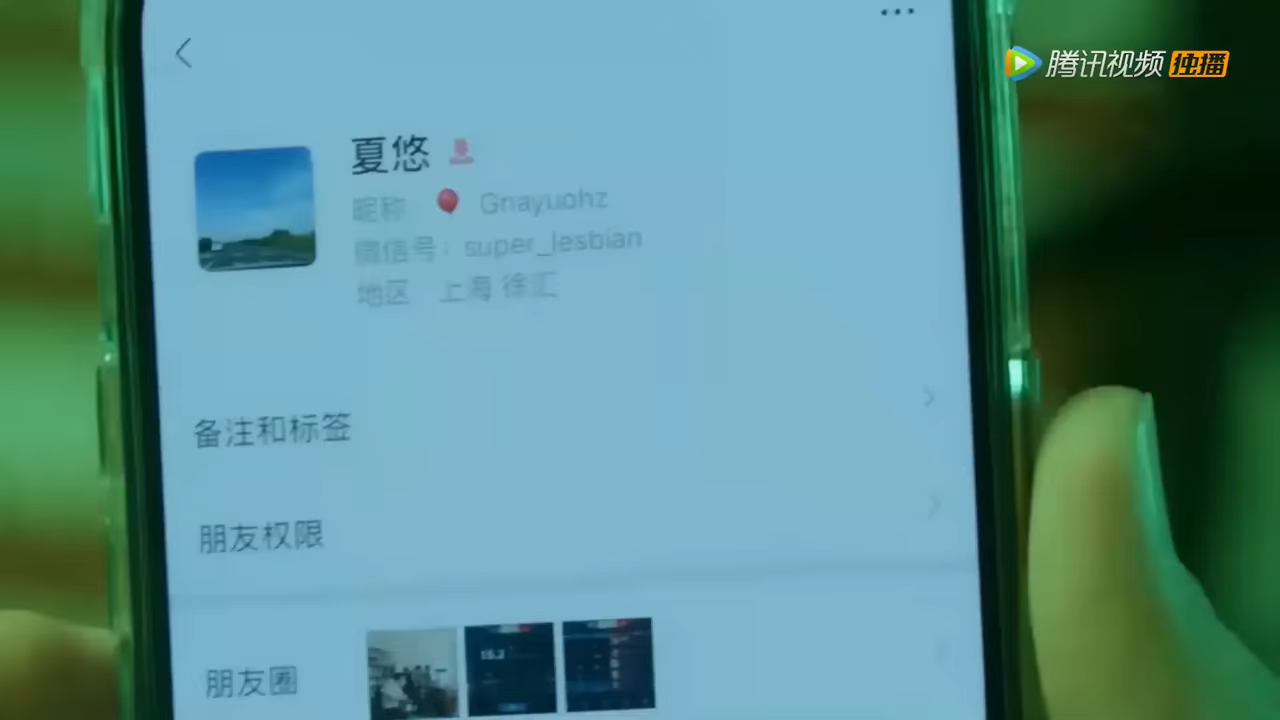 腾讯视频 独播
夏悠
昵称 Gnayuohz
微信号：super_lesbian
地区 上海 徐汇
备注和标签
朋友权限
朋友圈
15.2